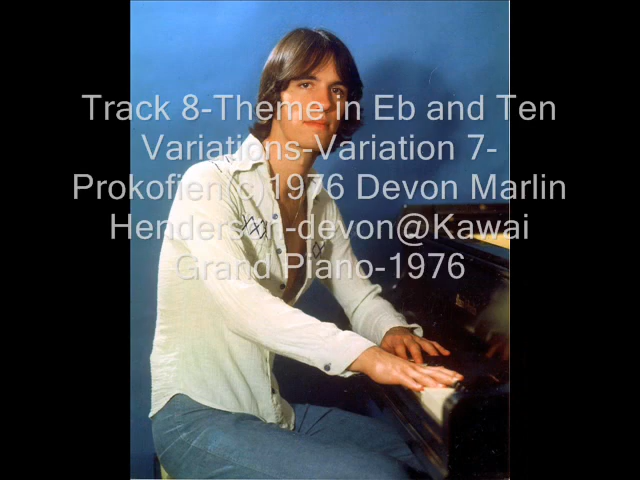 Track 8-Theme in Eb and Ten
Variations-Variation 7-
Prokofien(c)1976 Devon Marlin
Henderson-devon@Kawai
Grand Piano-1976